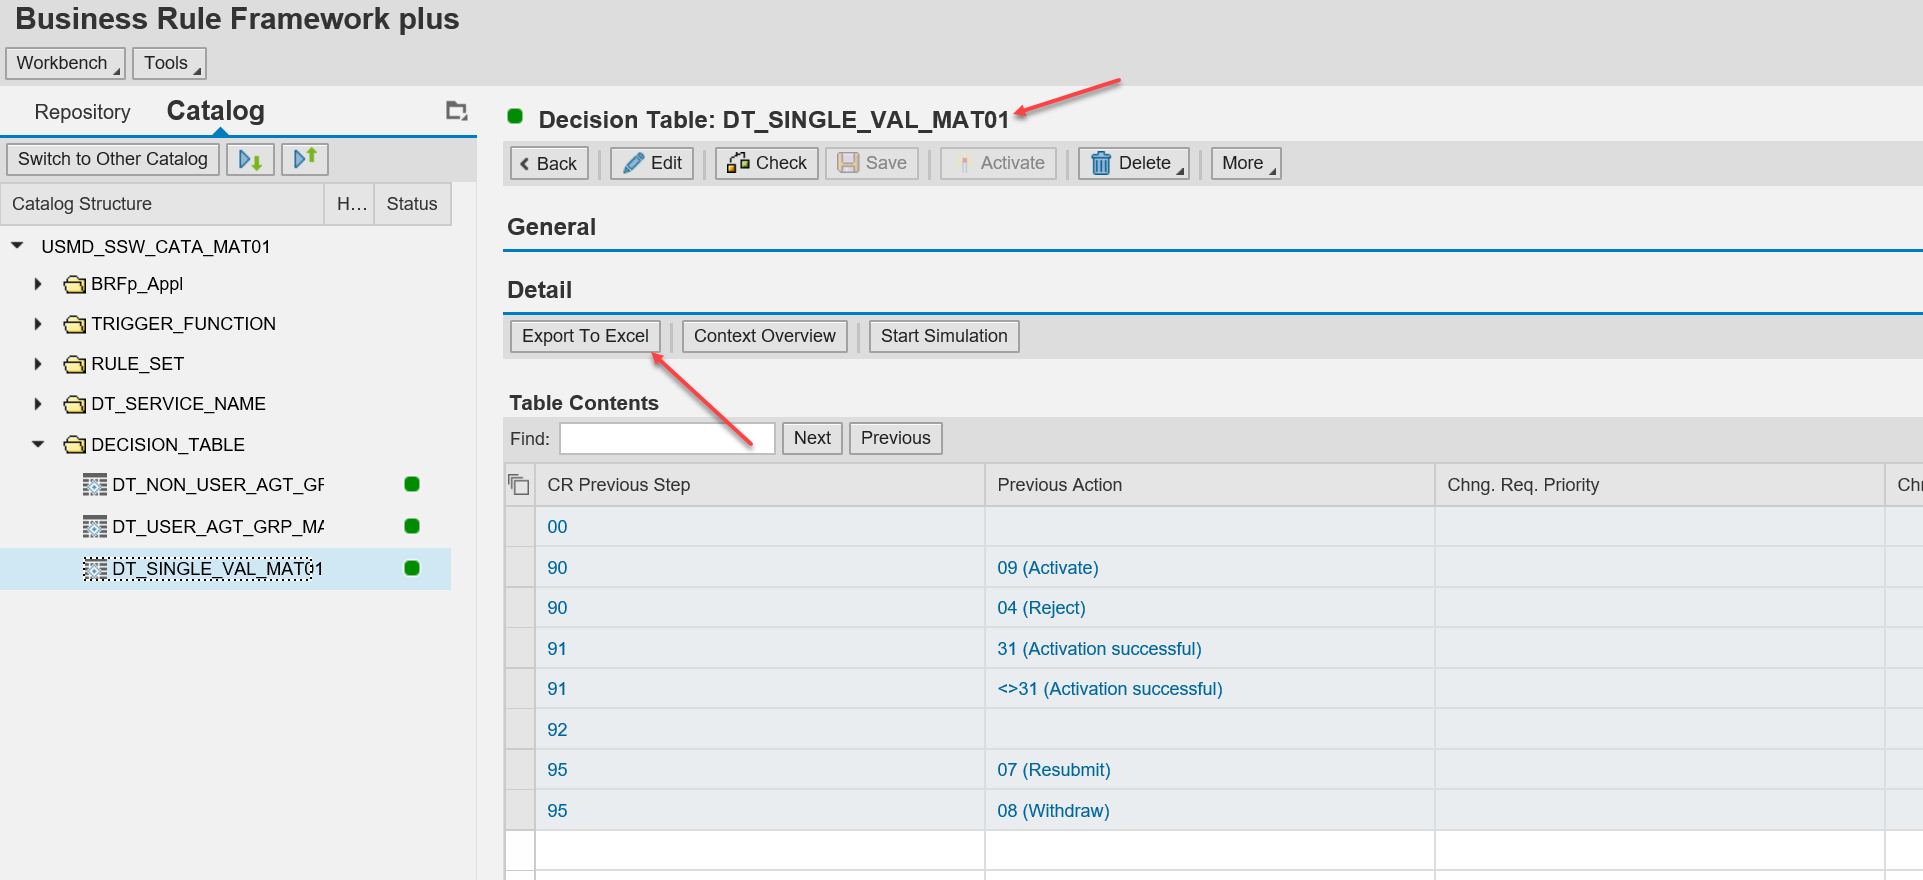 Business Rule Framework plus
Workbench Tools
Repository Catalog
Switch to Other Catalog
Catalog Structure H... Status
USMD_SSW_CATA_MAT01
BRFp_Appl
TRIGGER_FUNCTION
RULE_SET
DT_SERVICE_NAME
DECISION_TABLE
DT_NON_USER_AGT_GF
DT_USER_AGT_GRP_MA
DT_SINGLE_VAL_MAT01
Decision Table: DT_SINGLE_VAL_MAT01
Back Edit Check Save Activate Delete More
General
Detail
Export To Excel Context Overview Start Simulation
Table Contents
Find: Next Previous
CR Previous Step Previous Action Chng. Req. Priority Chr
00
90 09 (Activate)
90 04 (Reject)
91 31 (Activation successful)
91 <>31 (Activation successful)
92
95 07 (Resubmit)
95 08 (Withdraw)